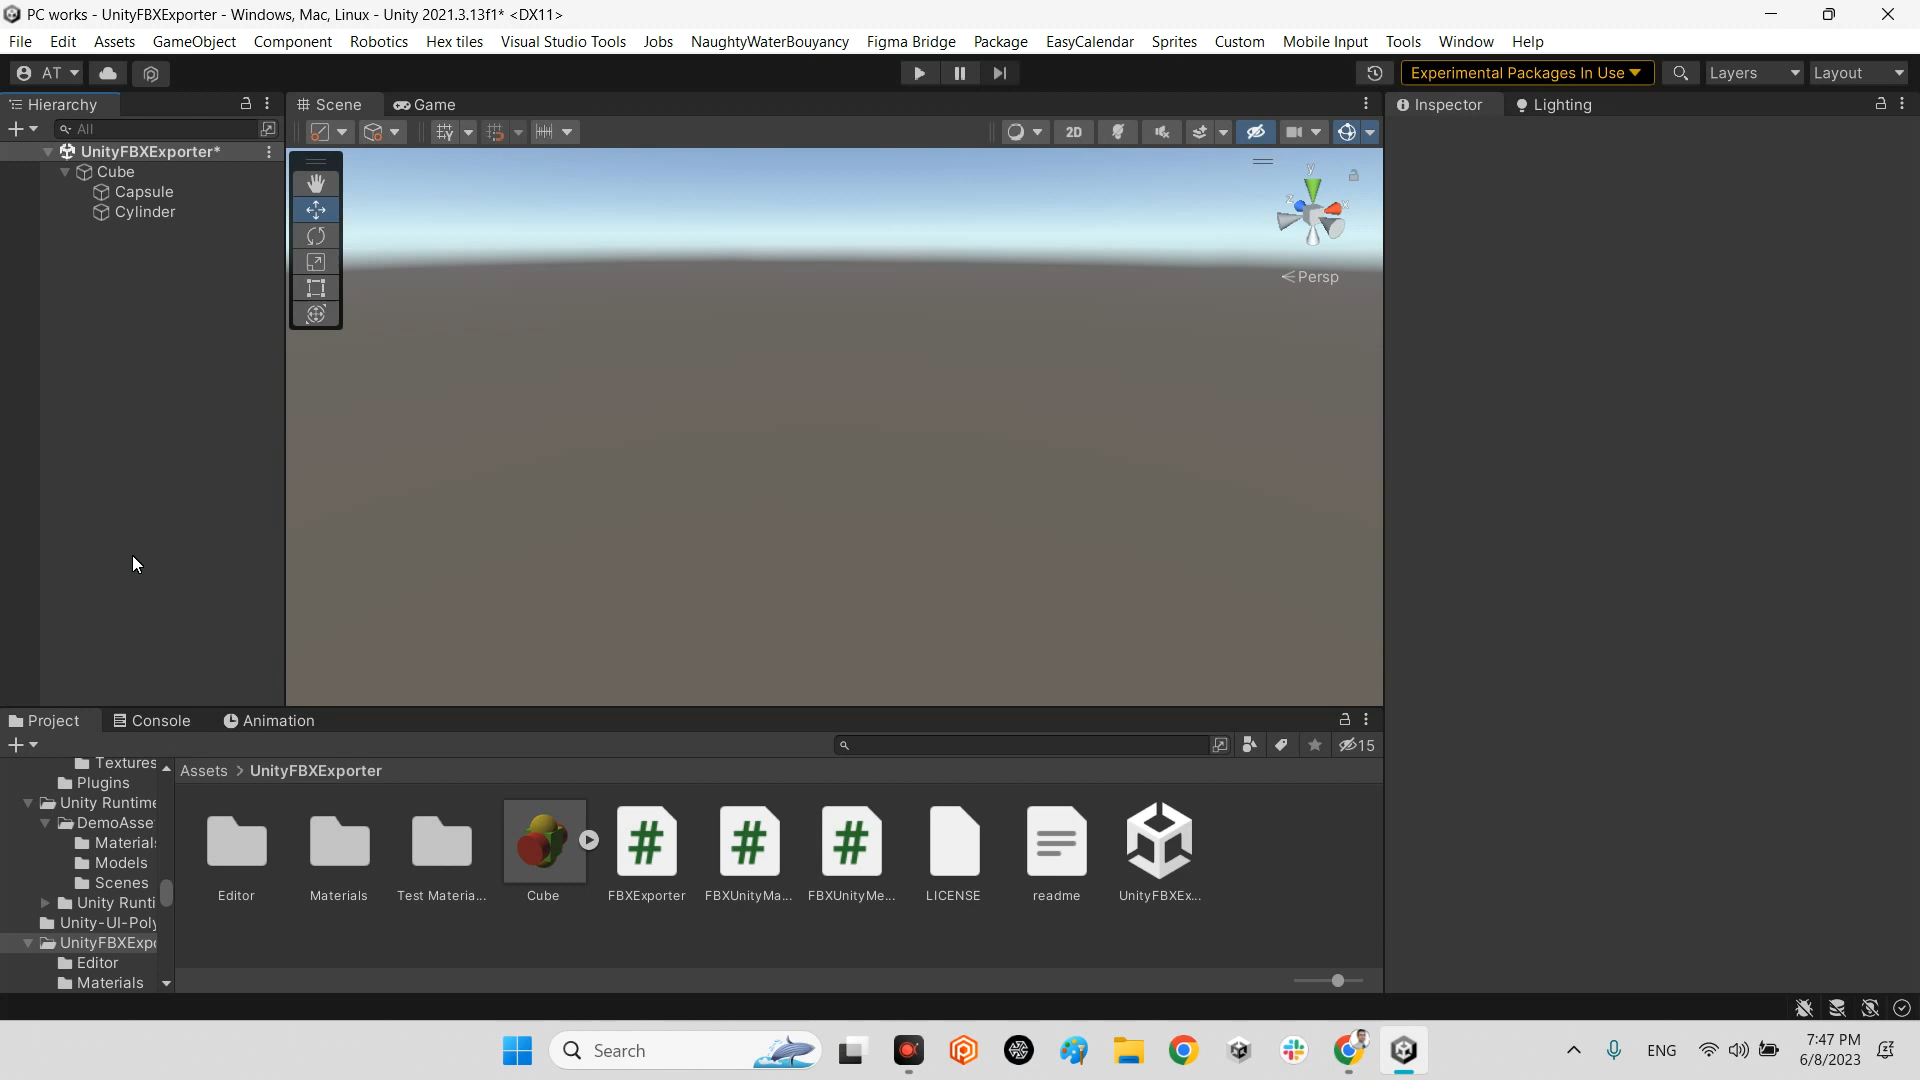 PC works - UnityFBXExporter - Windows, Mac, Linux - Unity 2021.3.13f1* <DX11>
File Edit Assets GameObject Component Robotics Hex tiles Visual Studio Tools Jobs NaughtyWaterBouyancy Figma Bridge Package EasyCalendar Sprites Custom Mobile Input Tools Window Help
AT Experimental Packages In Use Layers Layout
Hierarchy Scene Game Inspector Lighting
All 2D
UnityFBXExporter*
Cube
Capsule
Cylinder
y
z x
Persp
Project Console Animation
15
Textures
Plugins
Unity Runtime
DemoAsse
Materials
Models
Scenes
Unity Runti
Unity-UI-Poly
UnityFBXExpo
Editor
Materials
Assets > UnityFBXExporter
Editor Materials Test Materia... Cube FBXExporter FBXUnityMa... FBXUnityMe... LICENSE readme UnityFBXEx...
Search ENG 7:47 PM
6/8/2023